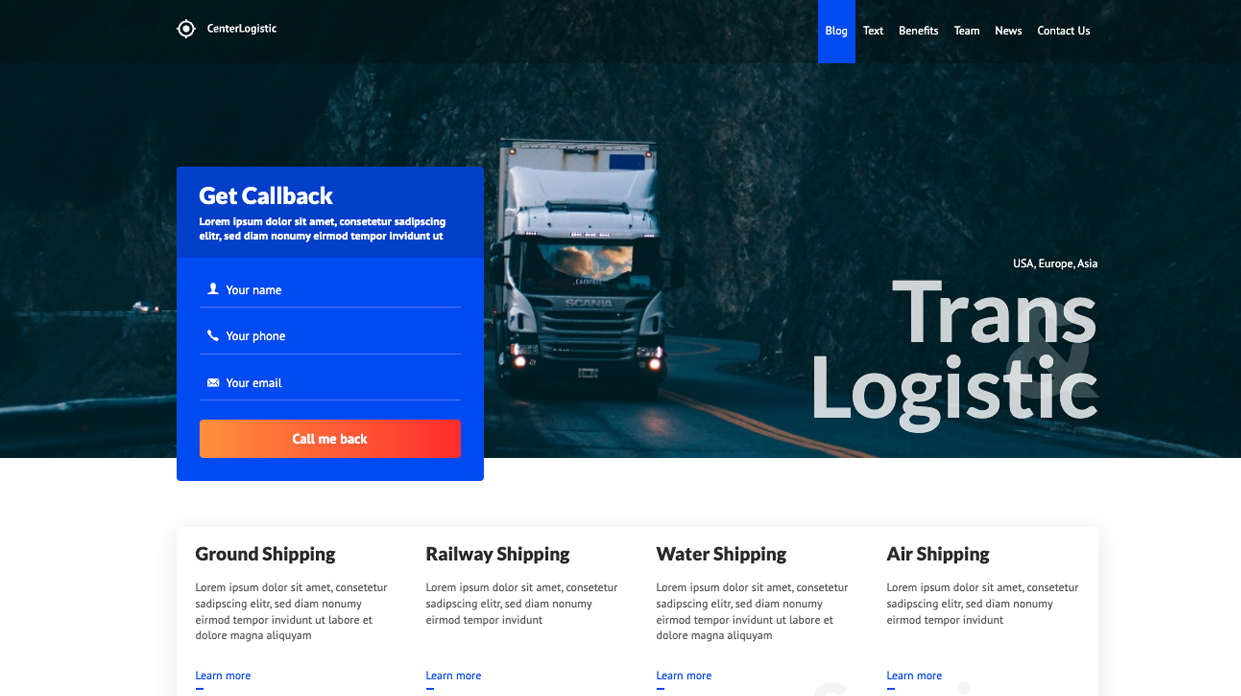 CenterLogistic
Blog Text Benefits Team News Contact Us
Get Callback
Lorem ipsum dolor sit amet, consetetur sadipscing
elitr, sed diam nonumy eirmod tempor invidunt ut
Your name
Your phone
Your email
Call me back
SCANIA
USA, Europe, Asia
Trans
&
Logistic
Ground Shipping
Lorem ipsum dolor sit amet, consetetur
sadipscing elitr, sed diam nonumy
eirmod tempor invidunt ut labore et
dolore magna aliquyam
Learn more
Railway Shipping
Lorem ipsum dolor sit amet, consetetur
sadipscing elitr, sed diam nonumy
eirmod tempor invidunt
Learn more
Water Shipping
Lorem ipsum dolor sit amet, consetetur
sadipscing elitr, sed diam nonumy
eirmod tempor invidunt ut labore et
dolore magna aliquyam
Learn more
Air Shipping
Lorem ipsum dolor sit amet, consetetur
sadipscing elitr, sed diam nonumy
eirmod tempor invidunt
Learn more